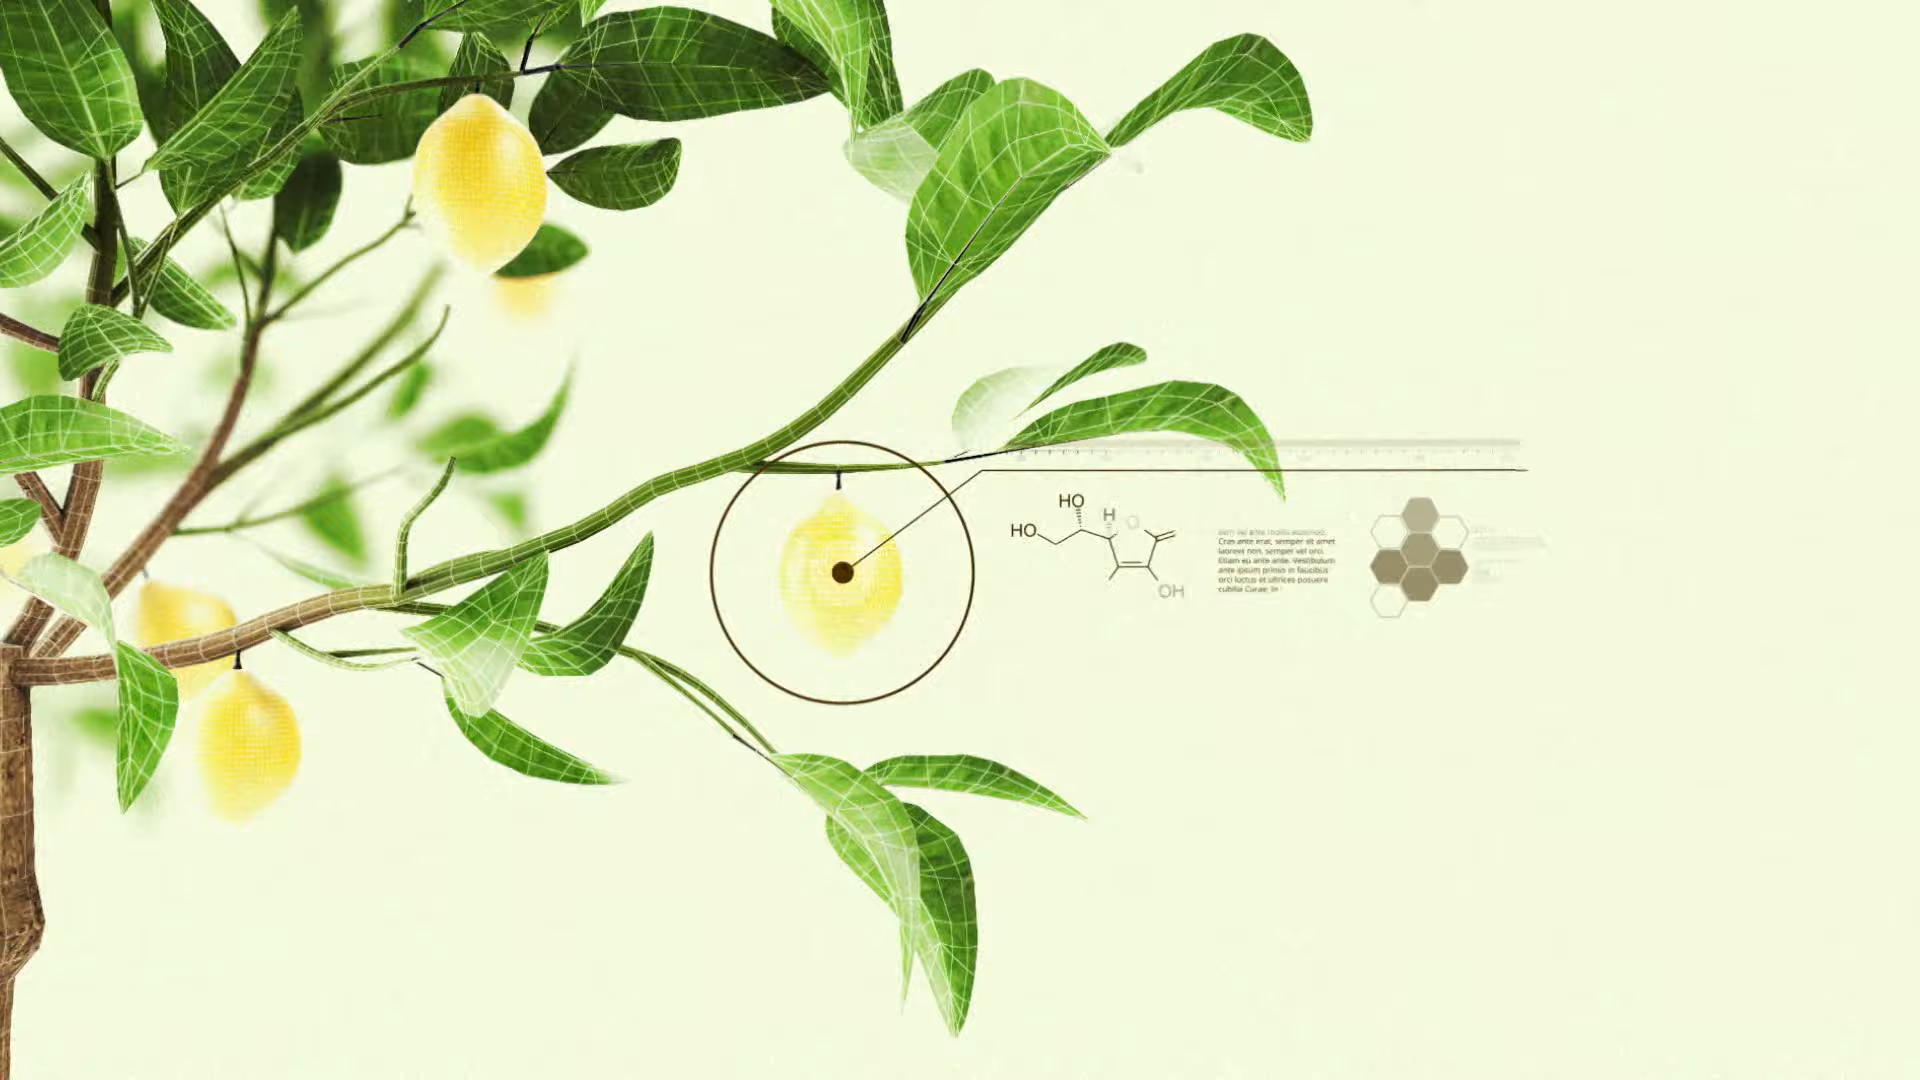 HO
HO
H
O
OH
Cras ante erat, semper sit amet
laoreet non, semper vel orci.
Etiam eu ante ante. Vestibulum
ante ipsum primis in faucibus
orci luctus et ultrices posuere
cubilia Curae; In